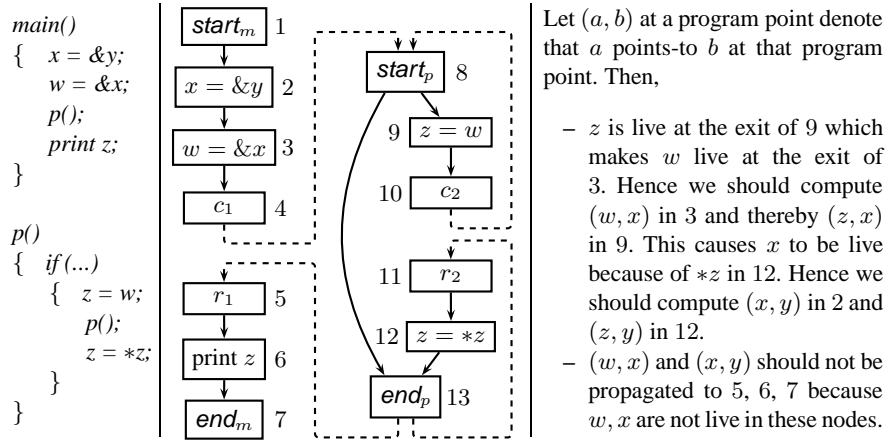 main()
{ x = &y;
w = &x;
p();
print z;
}
p()
{ if (...)
{ z = w;
p();
z = *z;
}
}
start_m 1
x = &y 2
w = &x 3
c_1 4
r_1 5
print z 6
end_m 7
start_p 8
9 z = w
10 c_2
11 r_2
12 z = *z
end_p 13
Let (a, b) at a program point denote
that a points-to b at that program
point. Then,
– z is live at the exit of 9 which
makes w live at the exit of
3. Hence we should compute
(w, x) in 3 and thereby (z, x)
in 9. This causes x to be live
because of *z in 12. Hence we
should compute (x, y) in 2 and
(z, y) in 12.
– (w, x) and (x, y) should not be
propagated to 5, 6, 7 because
w, x are not live in these nodes.